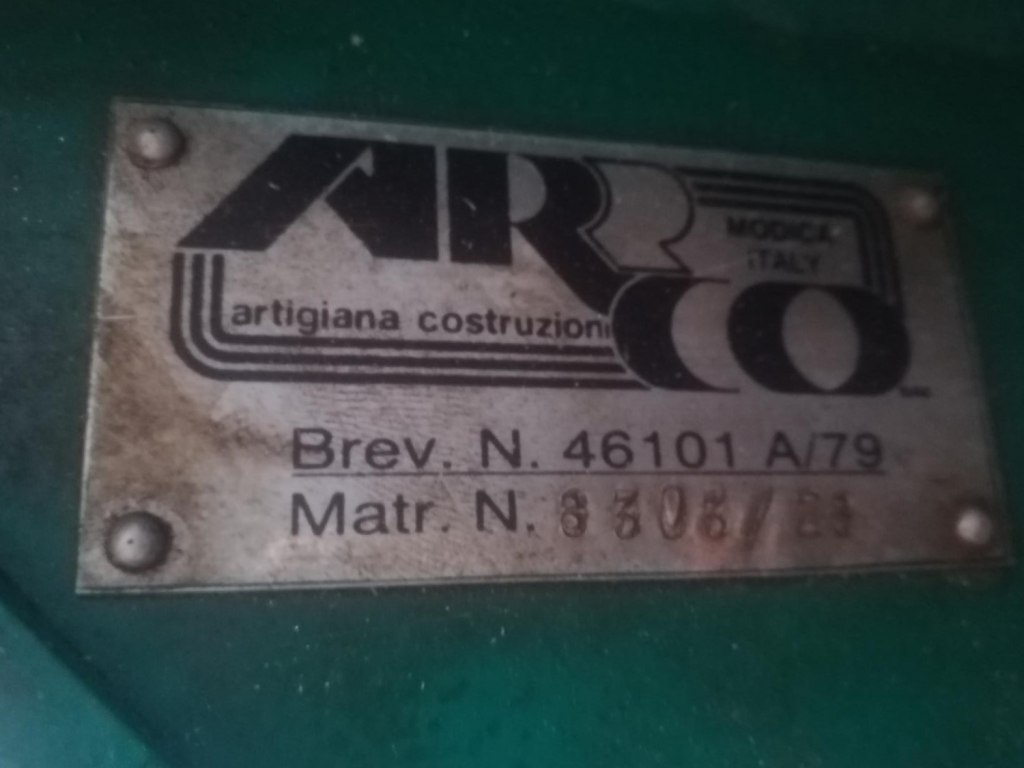 ARCO
MODICA
ITALY
artigiana costruzioni
Brev. N. 46101 A/79
Matr. N.